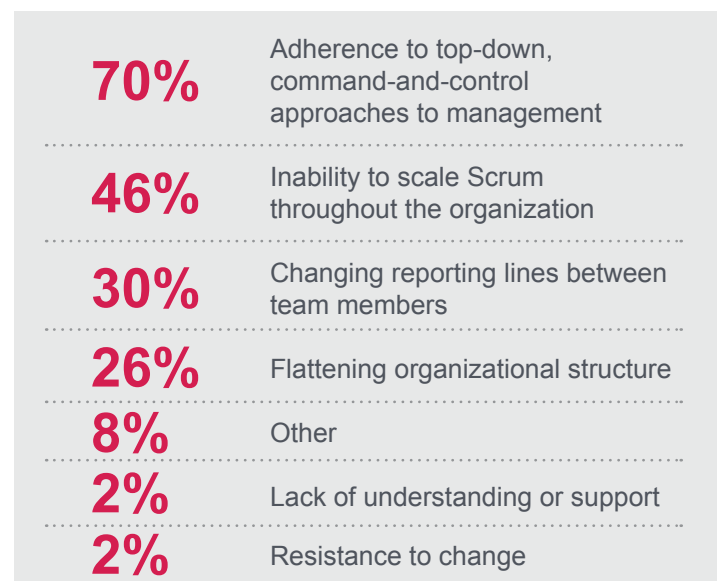 70%
Adherence to top-down,
command-and-control
approaches to management
46%
Inability to scale Scrum
throughout the organization
30%
Changing reporting lines between
team members
26%
Flattening organizational structure
8%
Other
2%
Lack of understanding or support
2%
Resistance to change